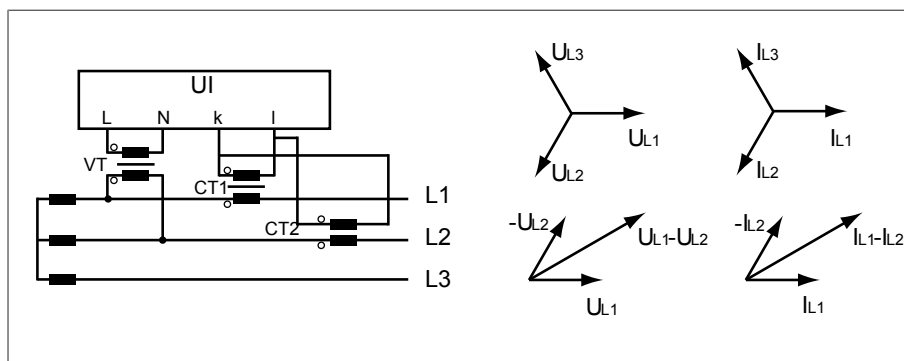 UI
L N k l
VT
CT1
CT2
L1
L2
L3
UL3
UL1
UL2
IL3
IL1
IL2
-UL2
UL1-UL2
UL1
-IL2
IL1-IL2
IL1